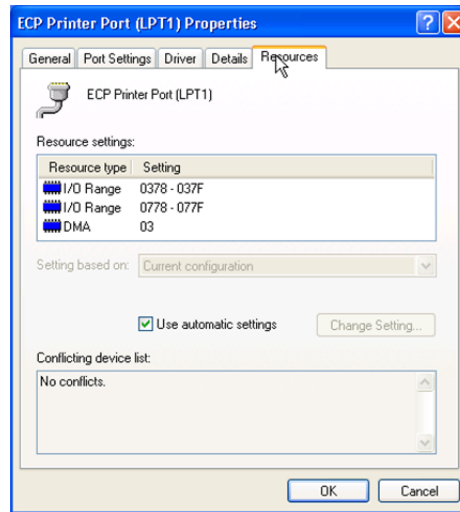 ECP Printer Port (LPT1) Properties
General Port Settings Driver Details Resources
ECP Printer Port (LPT1)
Resource settings:
Resource type Setting
I/O Range 0378 - 037F
I/O Range 0778 - 077F
DMA 03
Setting based on: Current configuration
Use automatic settings Change Setting...
Conflicting device list:
No conflicts.
OK Cancel